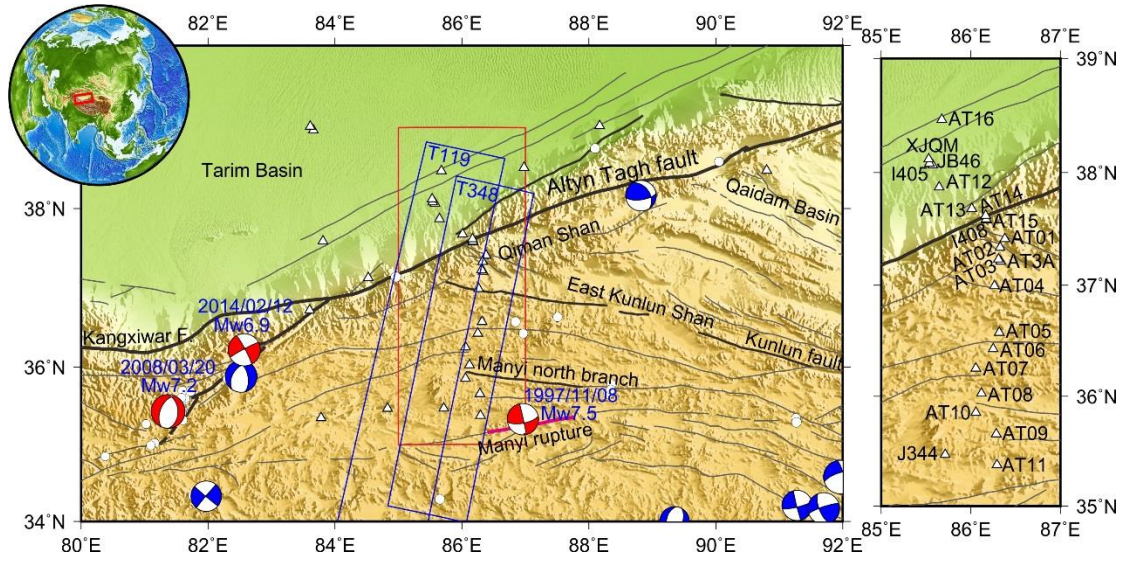 82˚E
84˚E
86˚E
88˚E
90˚E
85˚E
86˚E
87˚E
39˚N
38˚N
37˚N
36˚N
35˚N
38˚N
36˚N
34˚N
80˚E
82˚E
84˚E
86˚E
88˚E
90˚E
92˚E
85˚E
86˚E
87˚E
Tarim Basin
T119
T348
Altyn Tagh fault
Qaidam Basin
Qiman Shan
East Kunlun Shan
Kunlun fault
Kangxiwar F.
2014/02/12
Mw6.9
2008/03/20
Mw7.2
Manyi north branch
1997/11/08
Mw7.5
Manyi rupture
AT16
XJQM
JB46
I405
AT12
AT14
AT13
AT15
I408
AT01
AT02
AT3A
AT03
AT04
AT05
AT06
AT07
AT08
AT10
AT09
J344
AT11